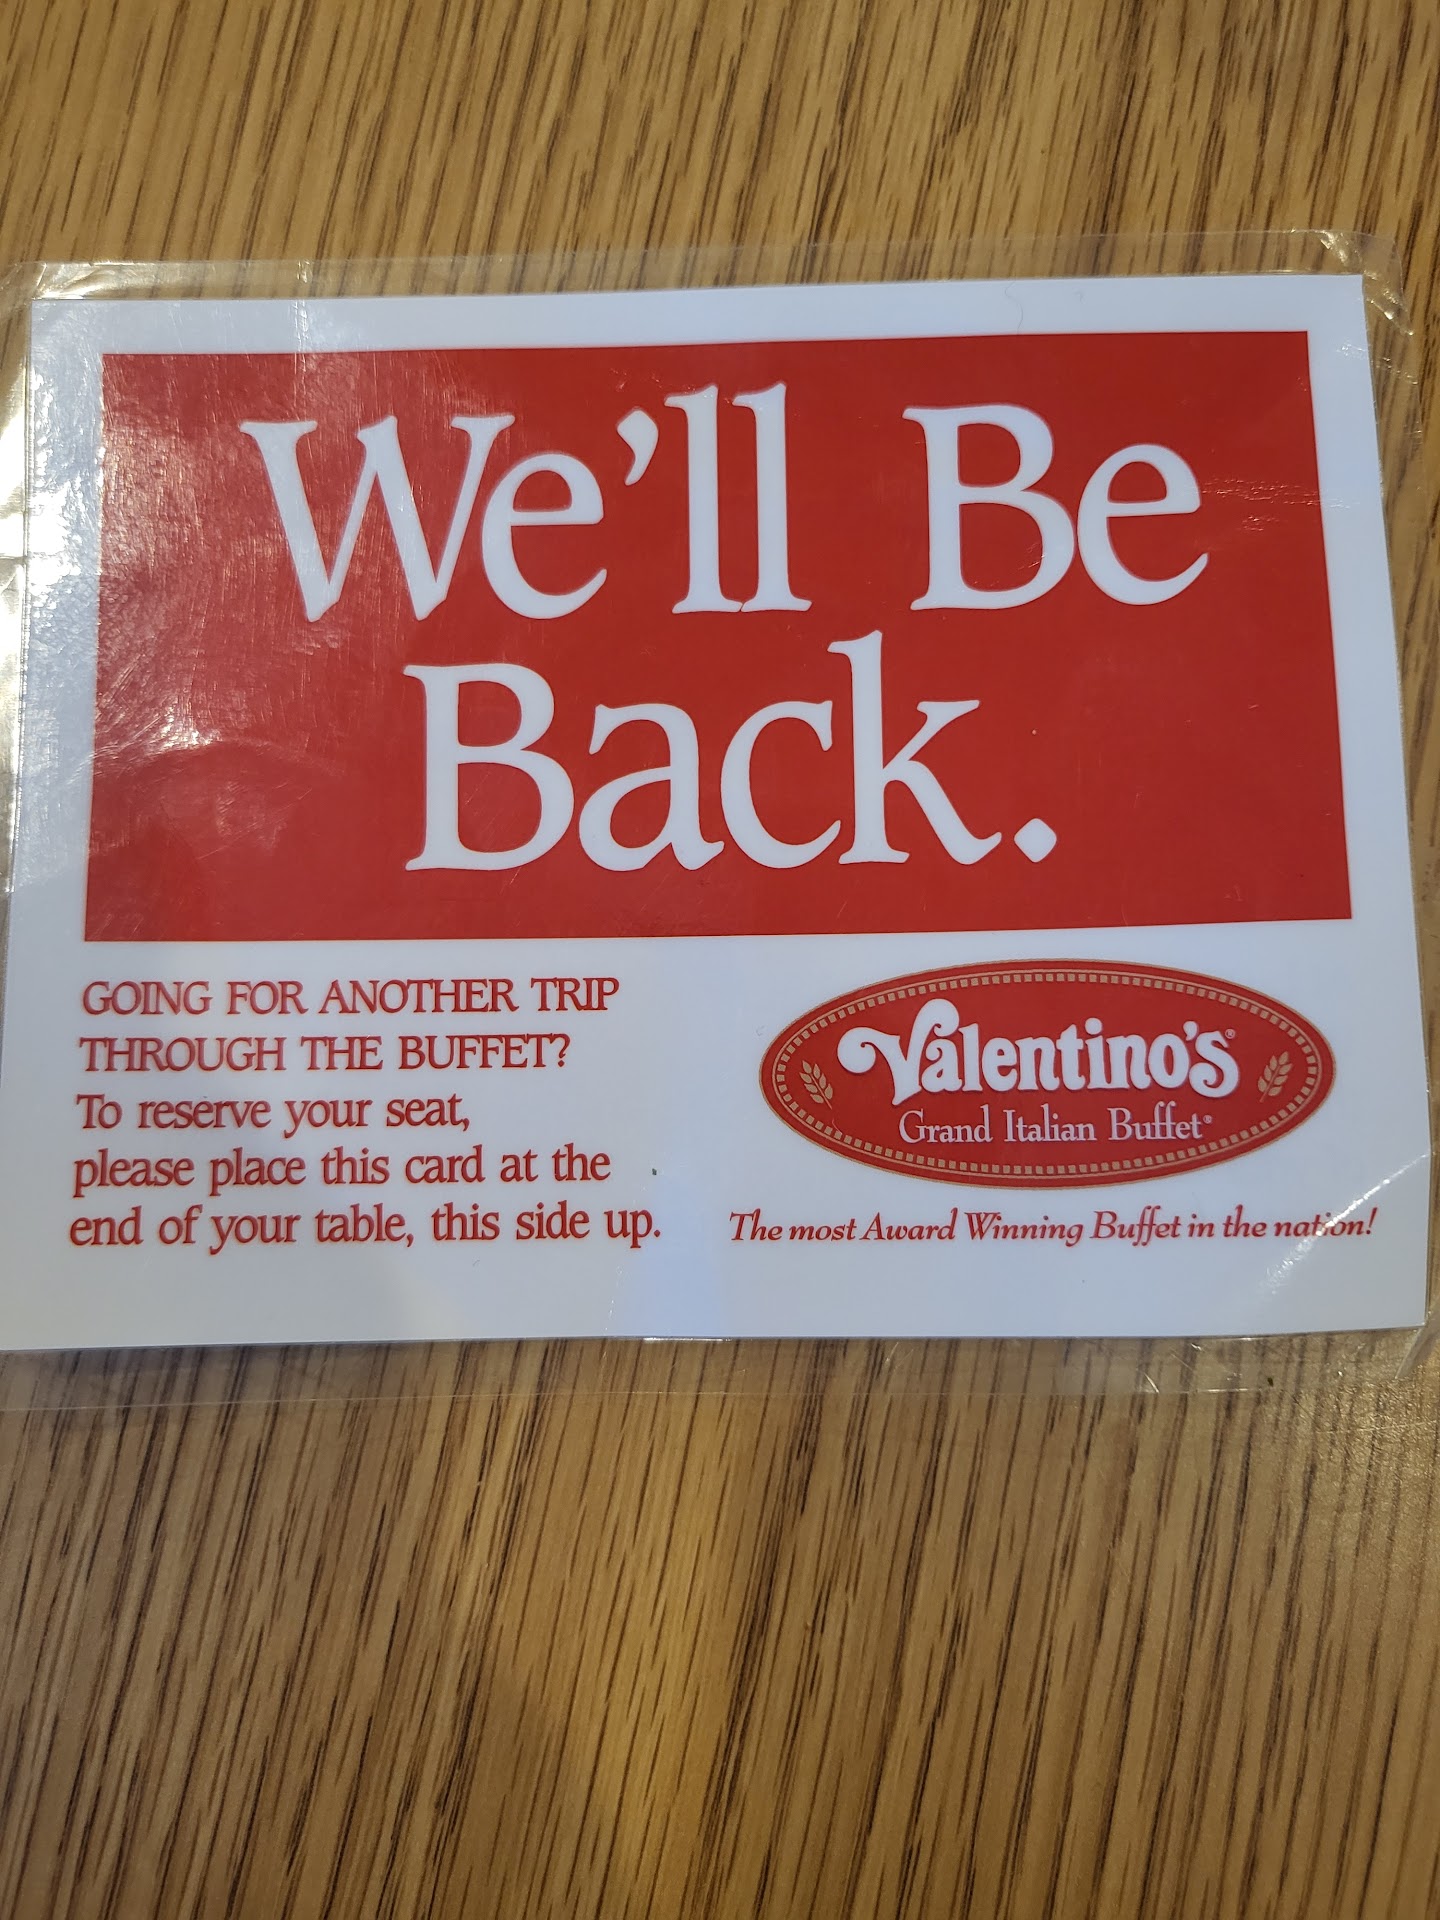 We'll Be
Back.
GOING FOR ANOTHER TRIP
THROUGH THE BUFFET?
To reserve your seat,
please place this card at the
end of your table, this side up.
Valentino's®
Grand Italian Buffet®
The most Award Winning Buffet in the nation!